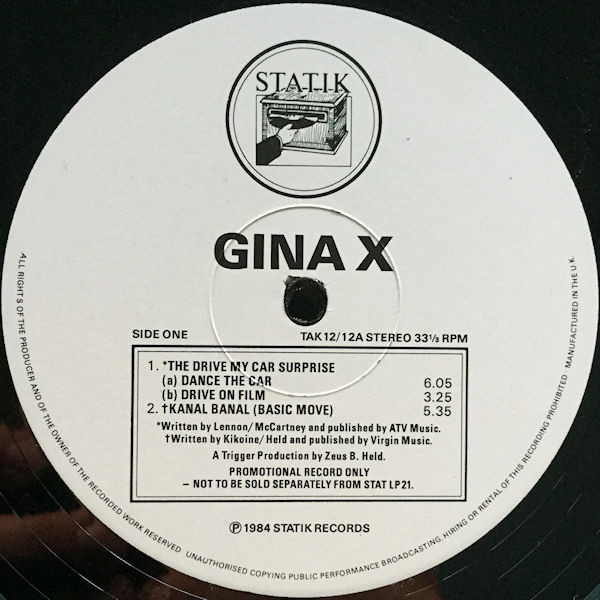 STATIK
GINA X
SIDE ONE TAK 12/12A STEREO 33⅓ RPM
1. *THE DRIVE MY CAR SURPRISE
(a) DANCE THE CAR 6.05
(b) DRIVE ON FILM 3.25
2. †KANAL BANAL (BASIC MOVE) 5.35
*Written by Lennon/McCartney and published by ATV Music.
†Written by Kikoine/Held and published by Virgin Music.
A Trigger Production by Zeus B. Held.
PROMOTIONAL RECORD ONLY
– NOT TO BE SOLD SEPARATELY FROM STAT LP21.
℗ 1984 STATIK RECORDS
ALL RIGHTS OF THE PRODUCER AND OF THE OWNER OF THE RECORDED WORK RESERVED UNAUTHORISED COPYING PUBLIC PERFORMANCE BROADCASTING, HIRING OR RENTAL OF THIS RECORDING PROHIBITED · MANUFACTURED IN THE U.K.